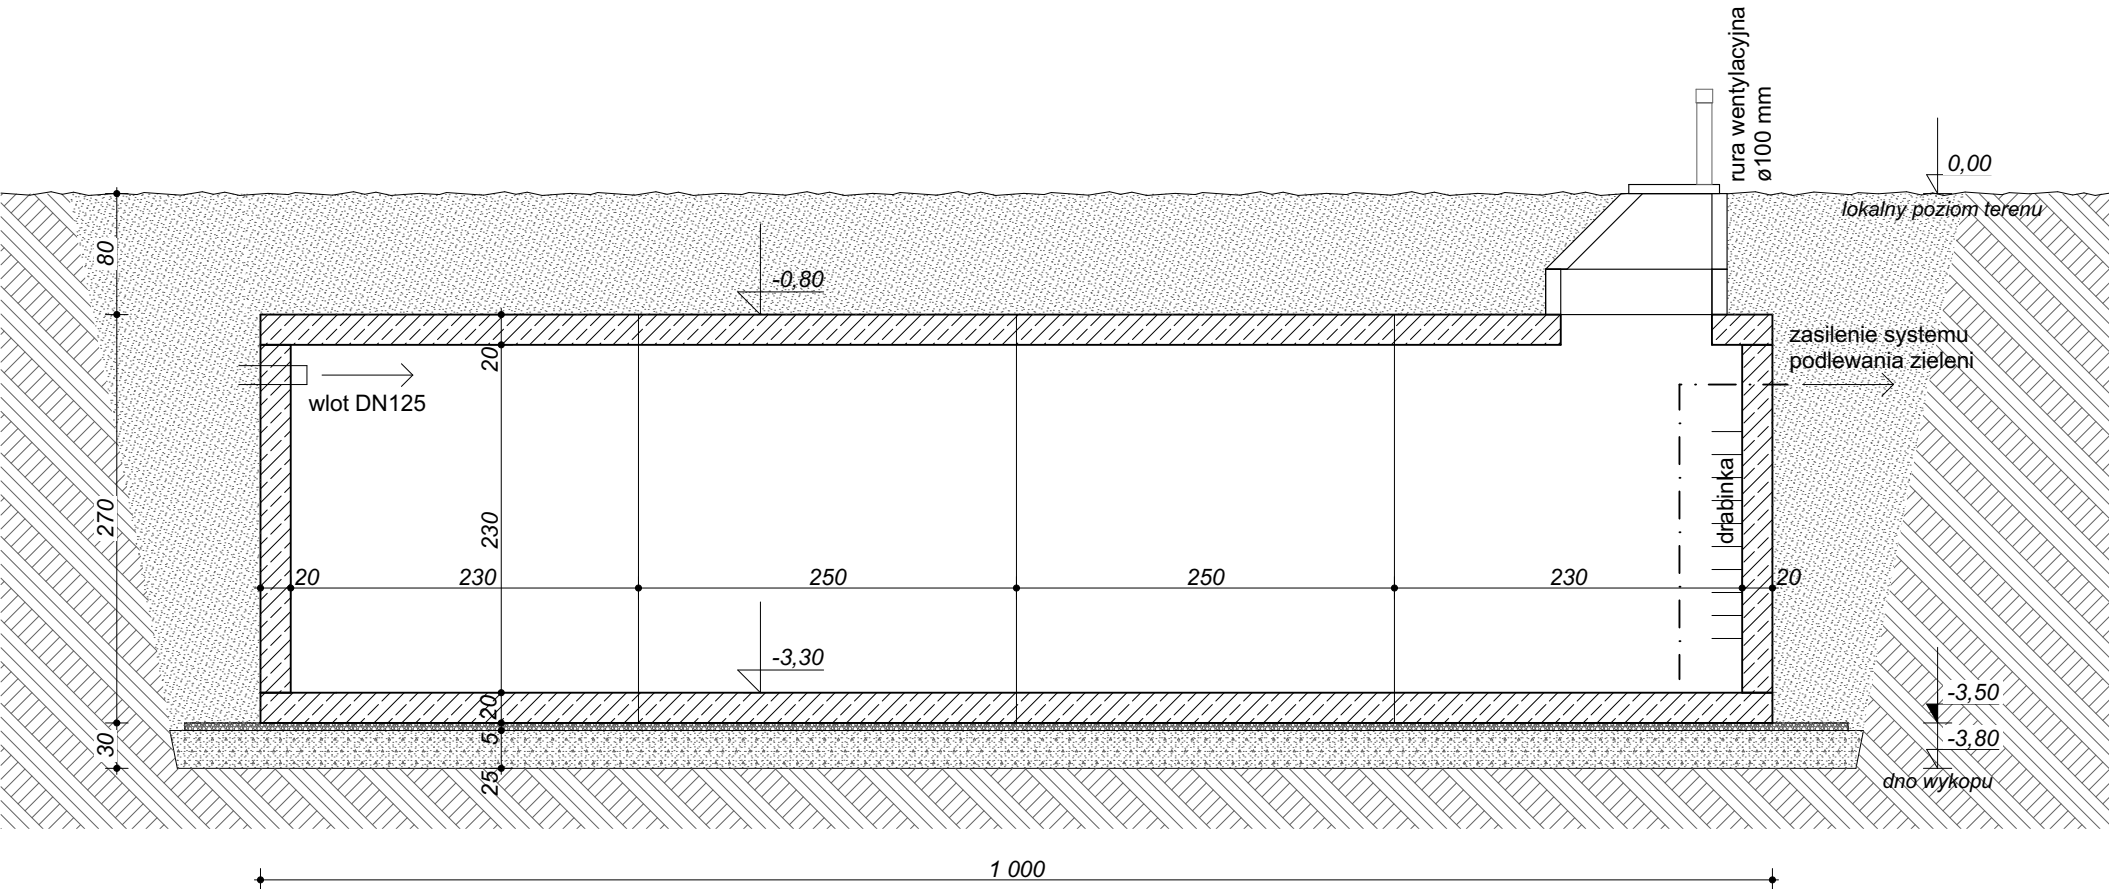 rura wentylacyjna
ø100 mm
0,00
lokalny poziom terenu
80
-0,80
20
zasilenie systemu
podlewania zieleni
wlot DN125
270
230
drabinka
20
230
250
250
230
20
-3,30
20
-3,50
30
5
-3,80
25
dno wykopu
1 000